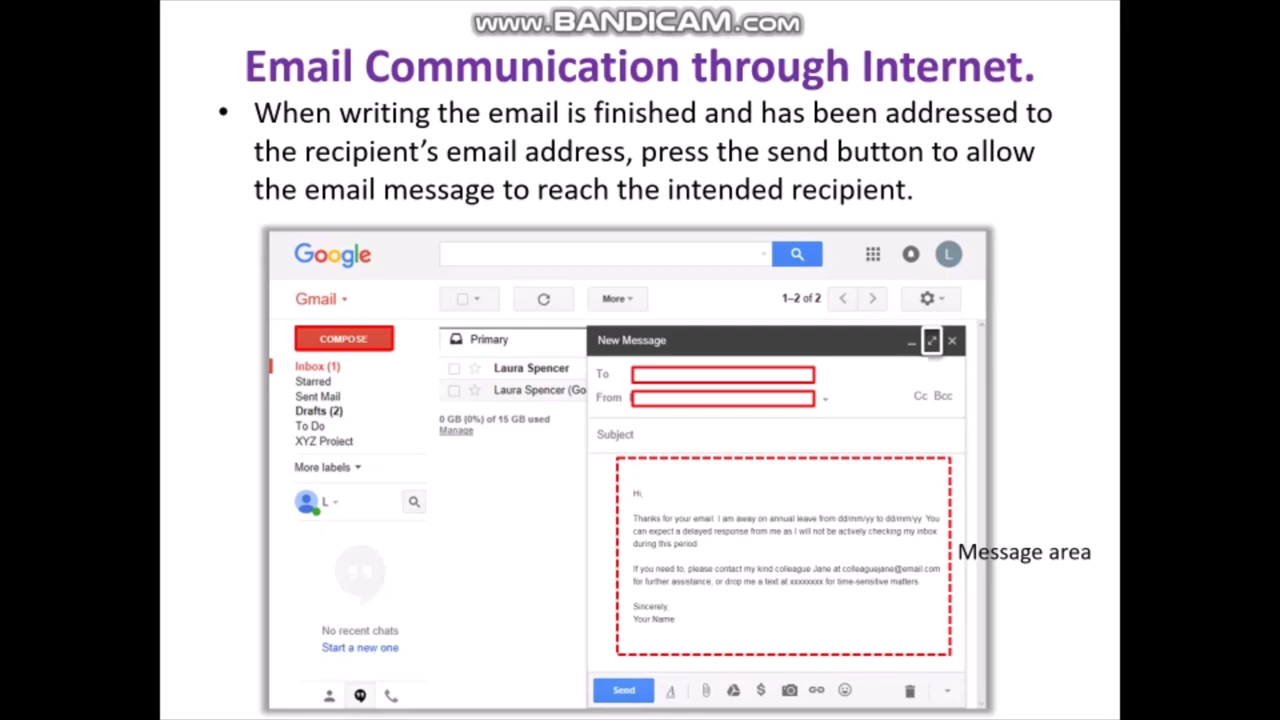 www.BANDICAM.com
Email Communication through Internet.
• When writing the email is finished and has been addressed to
the recipient’s email address, press the send button to allow
the email message to reach the intended recipient.
Google
L
Gmail
More
1–2 of 2
COMPOSE
Primary
New Message
Inbox (1)
Starred
Sent Mail
Drafts (2)
To Do
XYZ Project
More labels
L
Laura Spencer
Laura Spencer (Go
0 GB (0%) of 15 GB used
Manage
To
From
Cc Bcc
Subject
Hi,
Thanks for your email. I am away on annual leave from dd/mm/yy to dd/mm/yy. You
can expect a delayed response from me as I will not be actively checking my inbox
during this period.
If you need to, please contact my kind colleague Jane at colleaguejane@email.com
for further assistance, or drop me a text at xxxxxxxx for time-sensitive matters.
Sincerely,
Your Name
Message area
No recent chats
Start a new one
Send